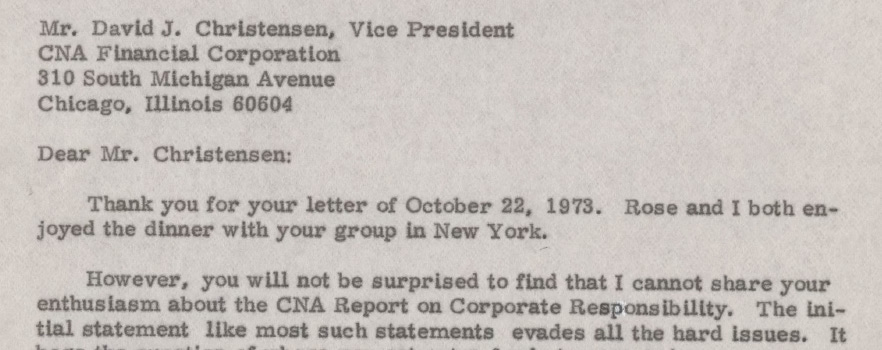 Mr. David J. Christensen, Vice President
CNA Financial Corporation
310 South Michigan Avenue
Chicago, Illinois 60604
Dear Mr. Christensen:
Thank you for your letter of October 22, 1973. Rose and I both en-
joyed the dinner with your group in New York.
However, you will not be surprised to find that I cannot share your
enthusiasm about the CNA Report on Corporate Responsibility. The ini-
tial statement like most such statements evades all the hard issues. It